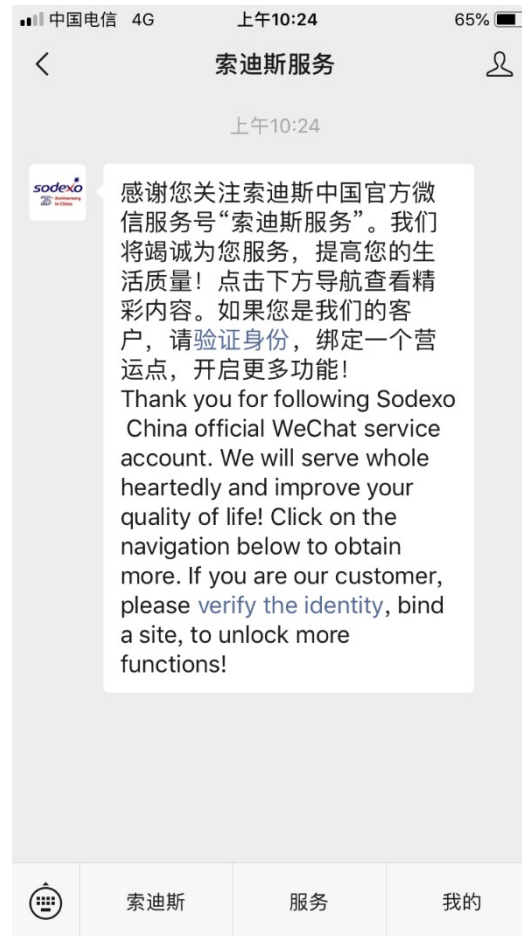 中国电信 4G 上午10:24 65%
索迪斯服务
上午10:24
sodexo
感谢您关注索迪斯中国官方微
信服务号“索迪斯服务”。我们
将竭诚为您服务，提高您的生
活质量！点击下方导航查看精
彩内容。如果您是我们的客
户，请验证身份，绑定一个营
运点，开启更多功能！
Thank you for following Sodexo
China official WeChat service
account. We will serve whole
heartedly and improve your
quality of life! Click on the
navigation below to obtain
more. If you are our customer,
please verify the identity, bind
a site, to unlock more
functions!
索迪斯 服务 我的